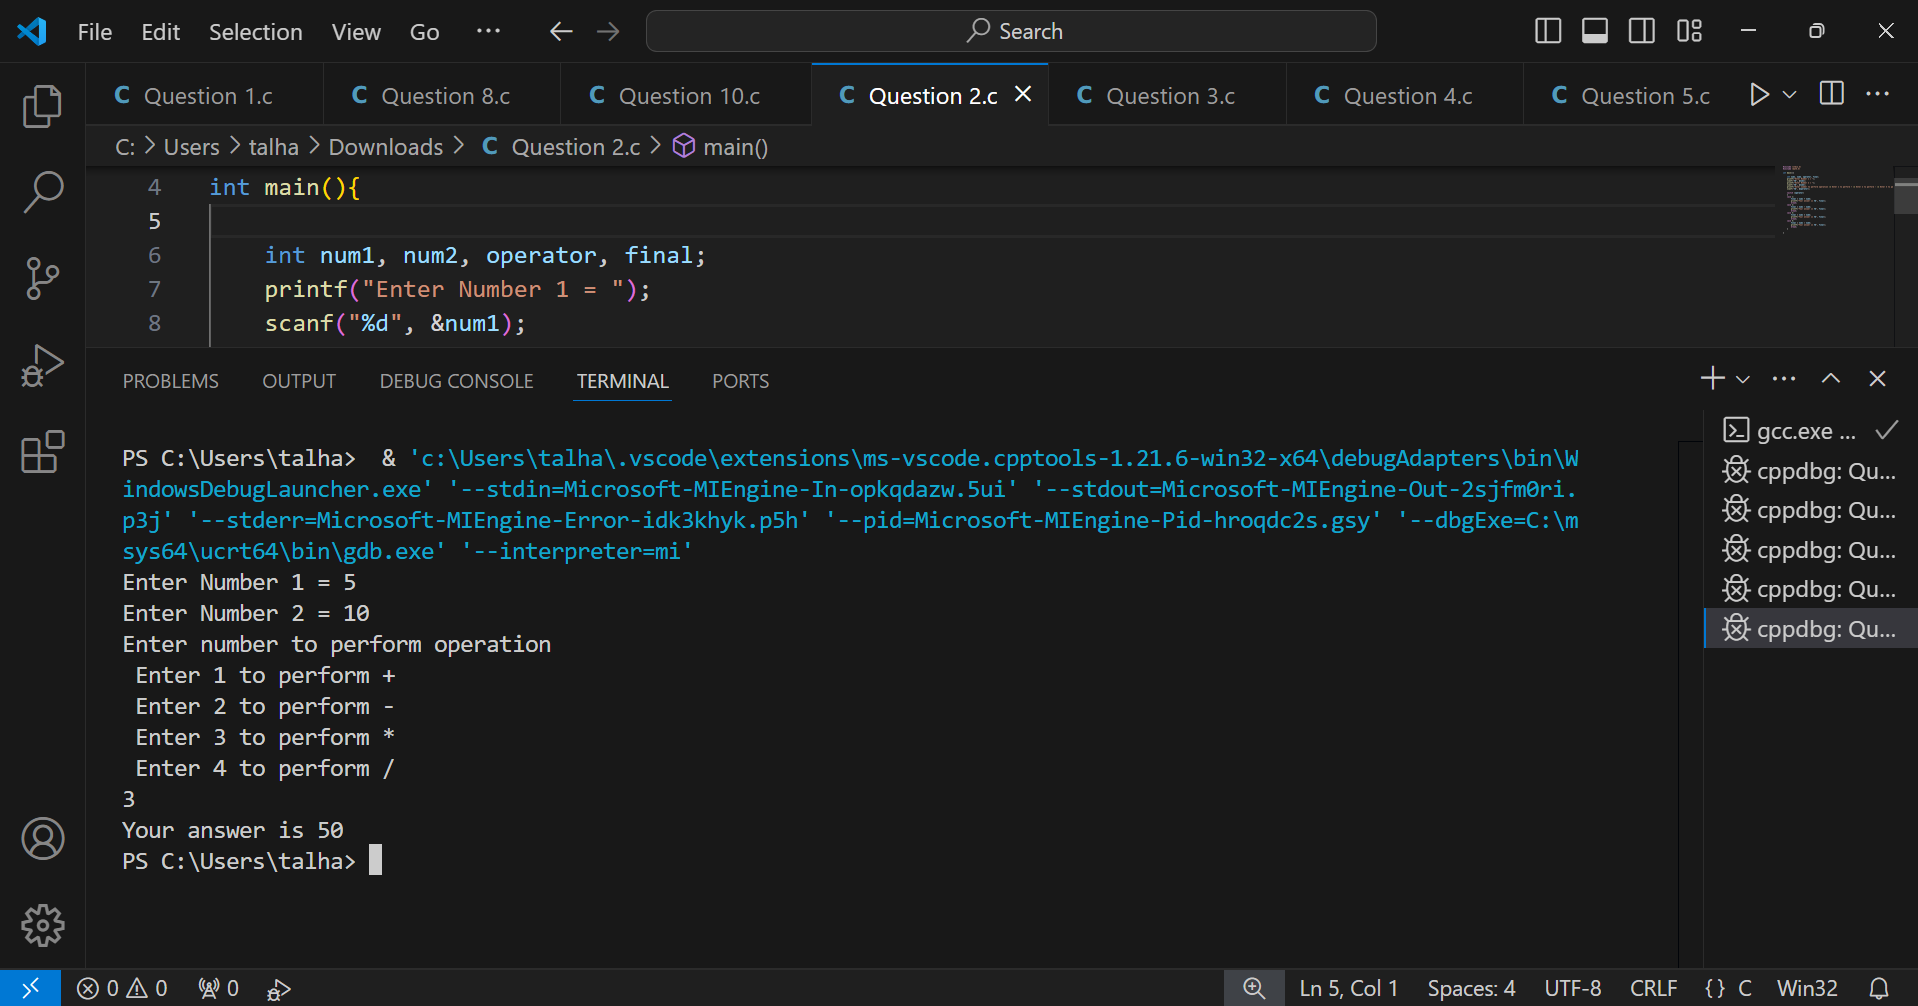 File Edit Selection View Go ··· Search
C Question 1.c C Question 8.c C Question 10.c C Question 2.c C Question 3.c C Question 4.c C Question 5.c
C: > Users > talha > Downloads > C Question 2.c > main()
4 int main(){
5
6 int num1, num2, operator, final;
7 printf("Enter Number 1 = ");
8 scanf("%d", &num1);
PROBLEMS OUTPUT DEBUG CONSOLE TERMINAL PORTS
PS C:\Users\talha>  & 'c:\Users\talha\.vscode\extensions\ms-vscode.cpptools-1.21.6-win32-x64\debugAdapters\bin\W
indowsDebugLauncher.exe' '--stdin=Microsoft-MIEngine-In-opkqdazw.5ui' '--stdout=Microsoft-MIEngine-Out-2sjfm0ri.
p3j' '--stderr=Microsoft-MIEngine-Error-idk3khyk.p5h' '--pid=Microsoft-MIEngine-Pid-hroqdc2s.gsy' '--dbgExe=C:\m
sys64\ucrt64\bin\gdb.exe' '--interpreter=mi'
Enter Number 1 = 5
Enter Number 2 = 10
Enter number to perform operation
 Enter 1 to perform +
 Enter 2 to perform -
 Enter 3 to perform *
 Enter 4 to perform /
3
Your answer is 50
PS C:\Users\talha>
gcc.exe ...
cppdbg: Qu...
cppdbg: Qu...
cppdbg: Qu...
cppdbg: Qu...
cppdbg: Qu...
0 0 0 Ln 5, Col 1 Spaces: 4 UTF-8 CRLF {} C Win32